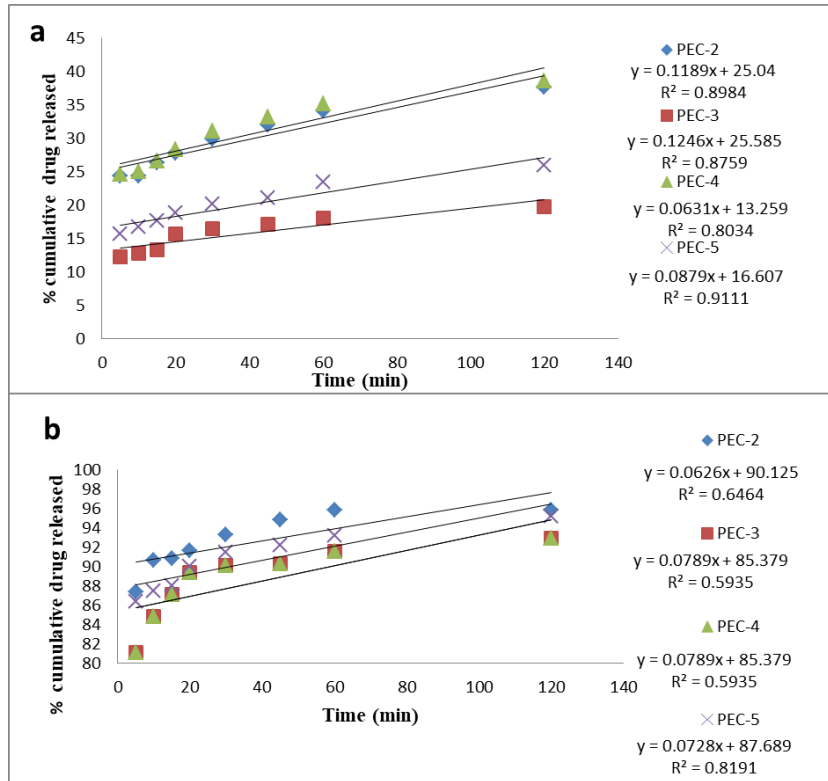 a
% cumulative drug released
45
40
35
30
25
20
15
10
5
0
0 20 40 60 80 100 120 140
Time (min)
PEC-2
y = 0.1189x + 25.04
R² = 0.8984
PEC-3
y = 0.1246x + 25.585
R² = 0.8759
PEC-4
y = 0.0631x + 13.259
R² = 0.8034
PEC-5
y = 0.0879x + 16.607
R² = 0.9111
b
% cumulative drug released
100
98
96
94
92
90
88
86
84
82
80
0 20 40 60 80 100 120 140
Time (min)
PEC-2
y = 0.0626x + 90.125
R² = 0.6464
PEC-3
y = 0.0789x + 85.379
R² = 0.5935
PEC-4
y = 0.0789x + 85.379
R² = 0.5935
PEC-5
y = 0.0728x + 87.689
R² = 0.8191